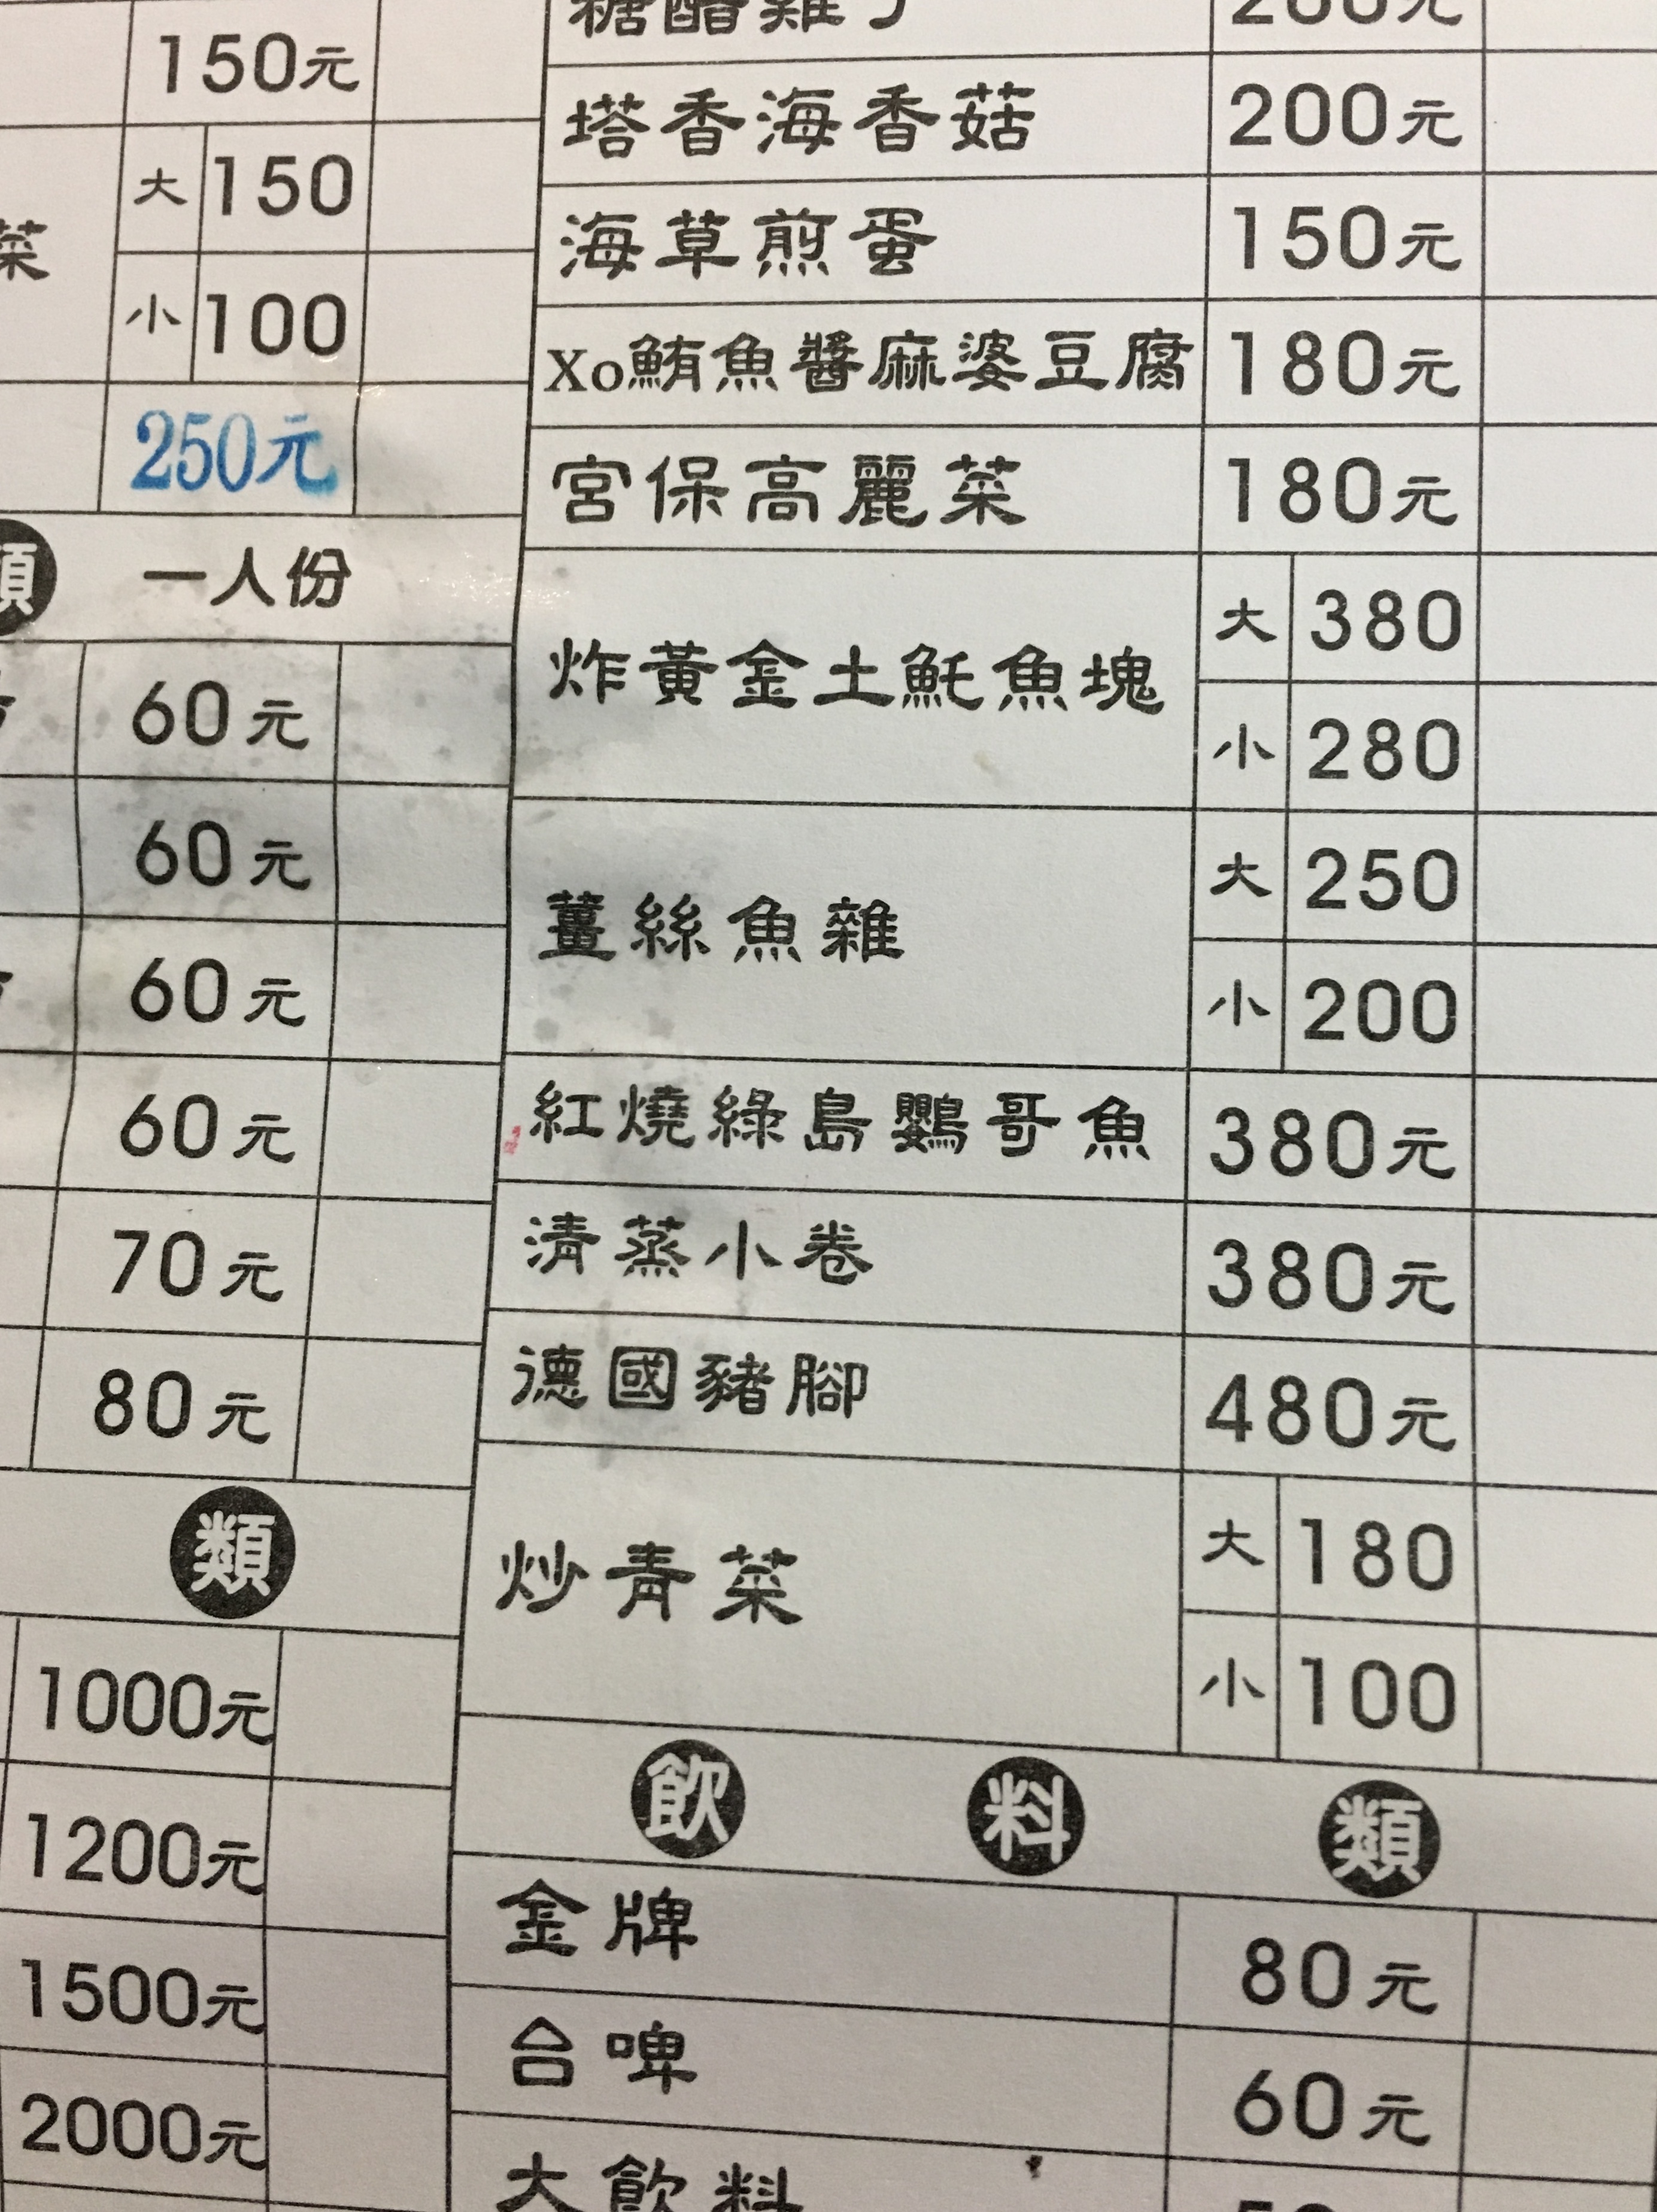 150元
大 150
菜
小 100
250元
類 一人份
60元
60元
60元
60元
70元
80元
類
1000元
1200元
1500元
2000元
糖醋雞丁 200元
塔香海香菇 200元
海草煎蛋 150元
Xo鮪魚醬麻婆豆腐 180元
宮保高麗菜 180元
炸黃金土魠魚塊 大 380
小 280
薑絲魚雜 大 250
小 200
紅燒綠島鸚哥魚 380元
清蒸小卷 380元
德國豬腳 480元
炒青菜 大 180
小 100
飲料類
金牌 80元
台啤 60元
大飲料